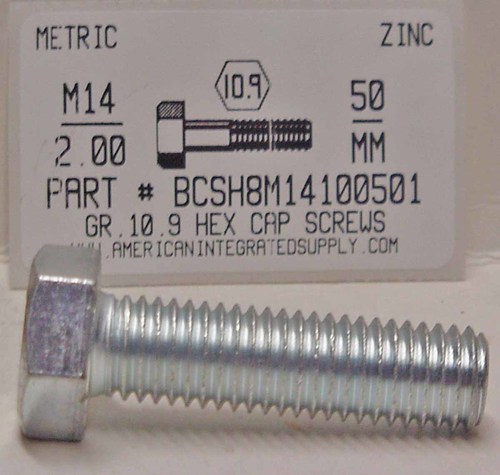 METRIC ZINC
M14 10.9 50
2.00 MM
PART # BCSH8M14100501
GR.10.9 HEX CAP SCREWS
WWW.AMERICANINTEGRATEDSUPPLY.COM